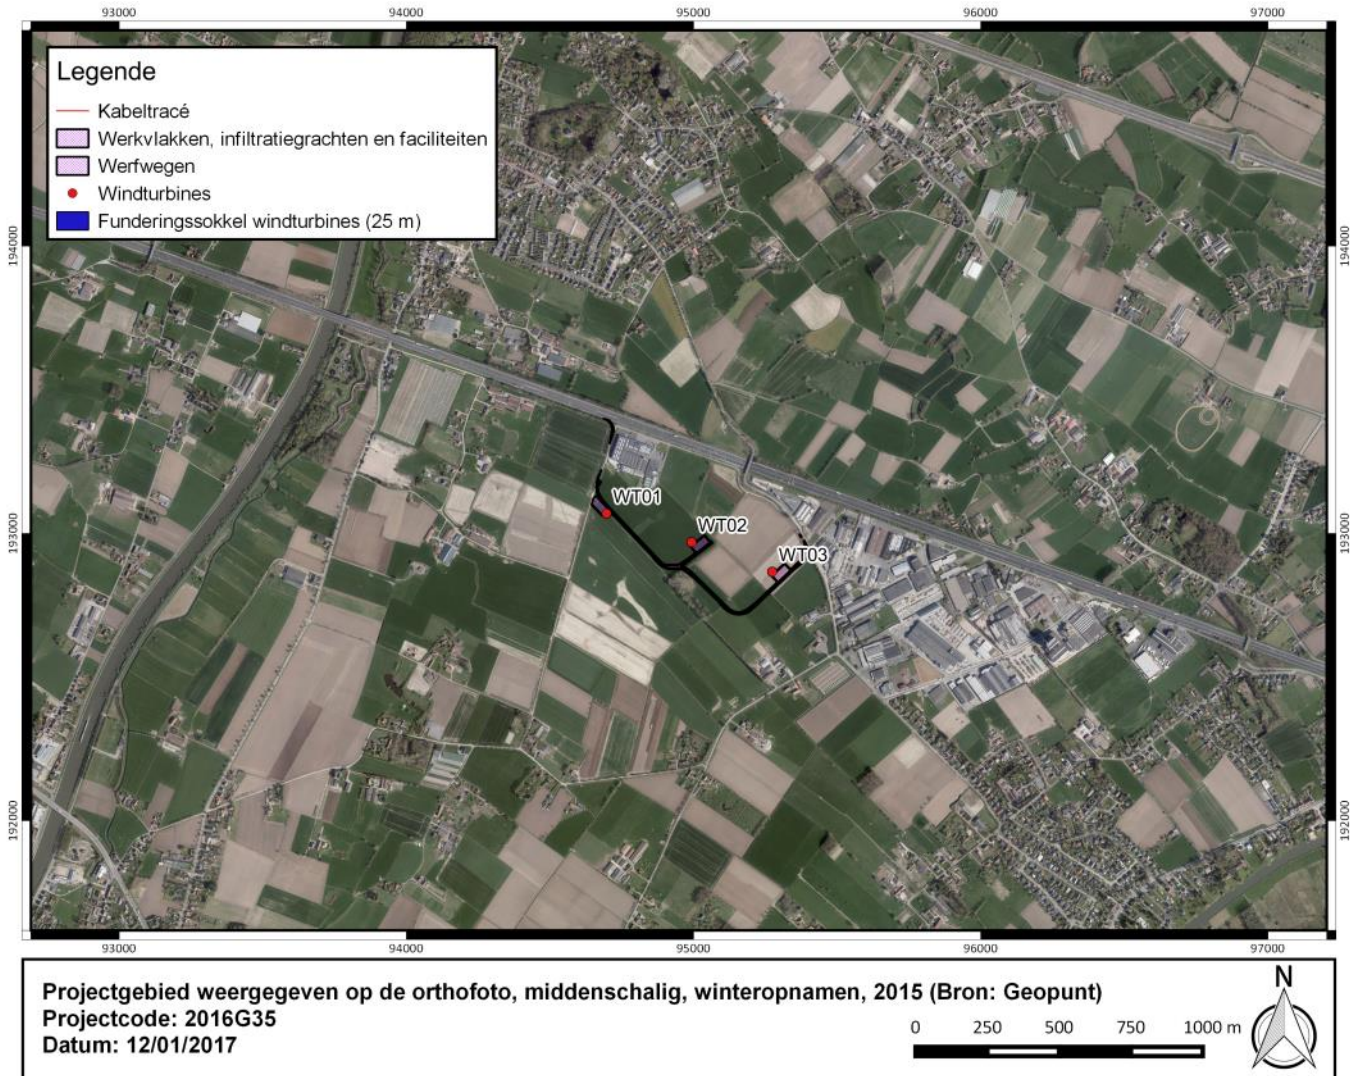 93000 94000 95000 96000 97000
Legende
Kabeltracé
Werkvlakken, infiltratiegrachten en faciliteiten
Werfwegen
Windturbines
Funderingssokkel windturbines (25 m)
194000 194000
WT01
WT02
193000 193000
WT03
192000 192000
93000 94000 95000 96000 97000
Projectgebied weergegeven op de orthofoto, middenschalig, winteropnamen, 2015 (Bron: Geopunt)
Projectcode: 2016G35
Datum: 12/01/2017
0 250 500 750 1000 m
N